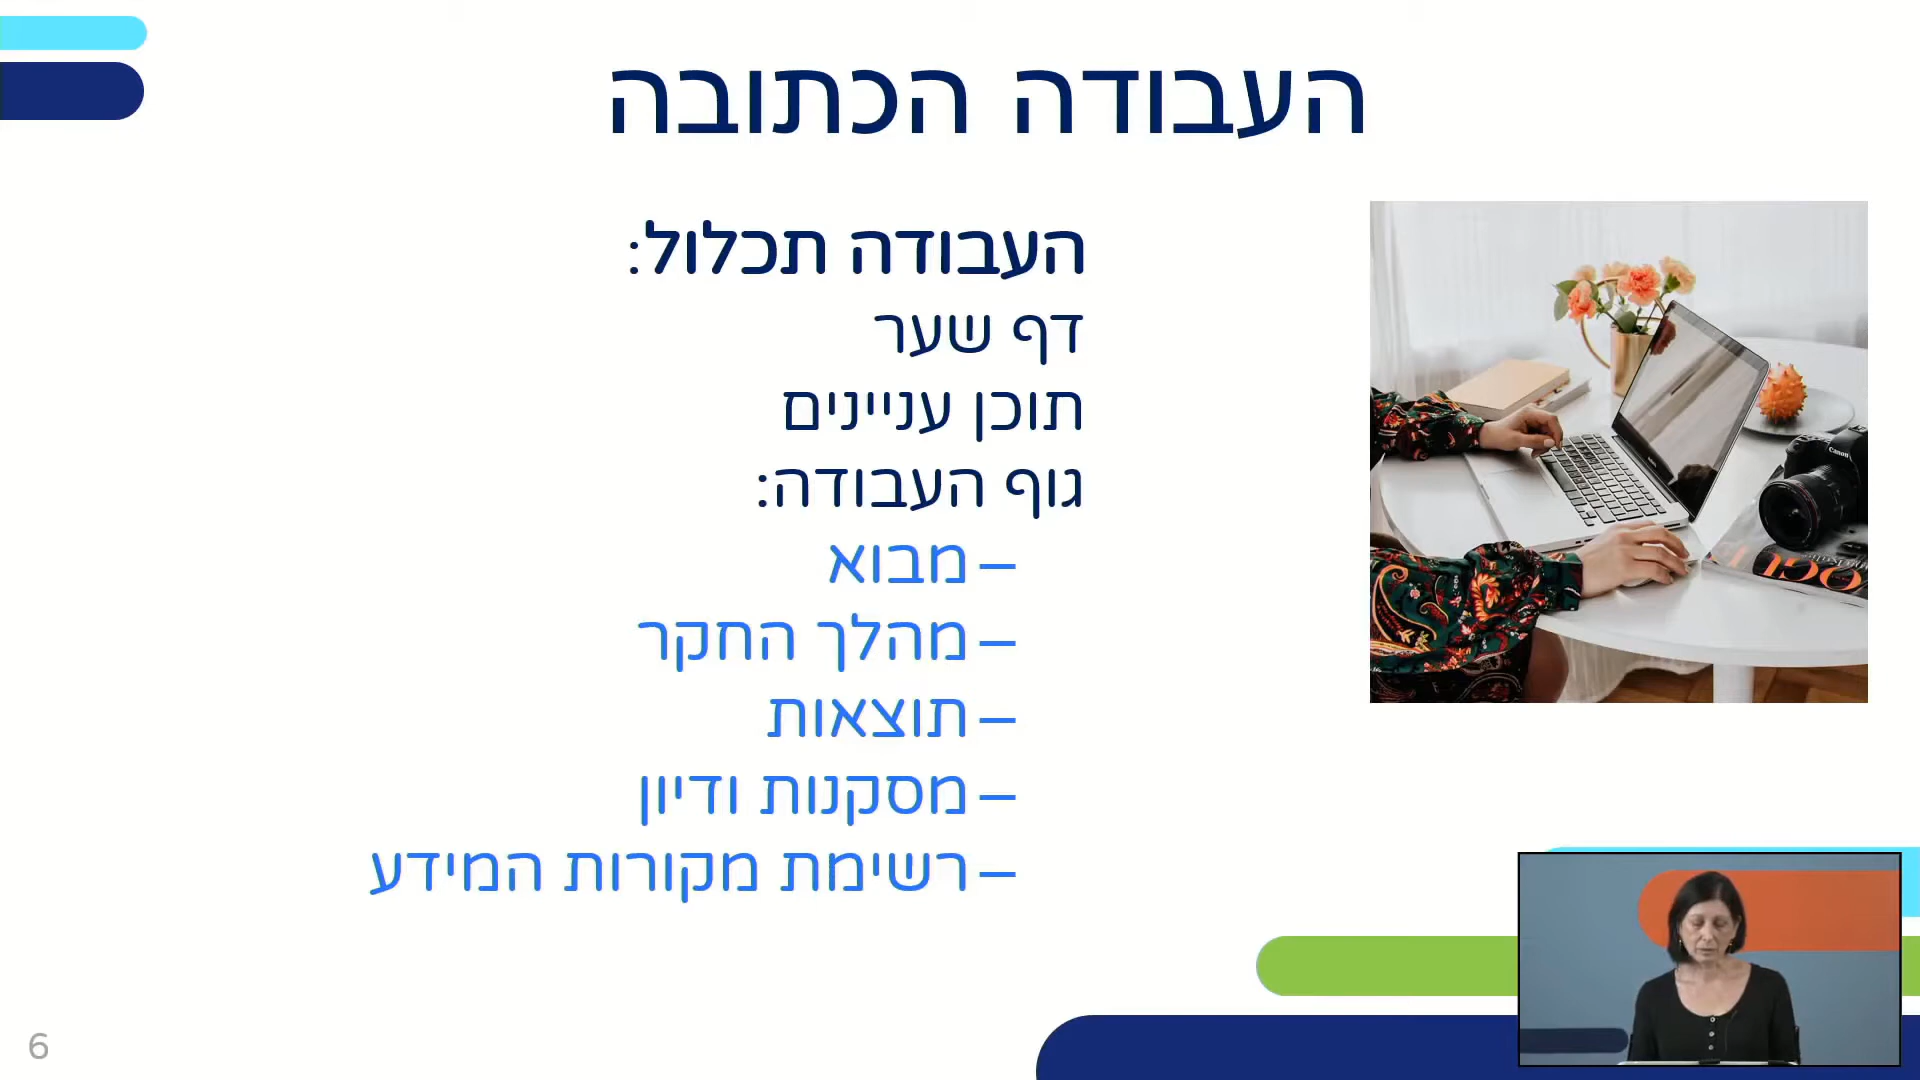 העבודה הכתובה
העבודה תכלול:
דף שער
תוכן עניינים
גוף העבודה:
– מבוא
– מהלך החקר
– תוצאות
– מסקנות ודיון
– רשימת מקורות המידע
Canon
6